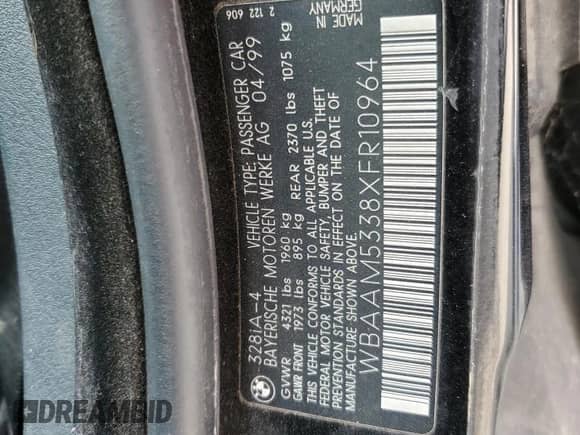 328iA-4 VEHICLE TYPE: PASSENGER CAR
BAYERISCHE MOTOREN WERKE AG 04/99
GVWR 4321 lbs 1960 kg
GAWR FRONT 1973 lbs 895 kg REAR 2370 lbs 1075 kg
THIS VEHICLE CONFORMS TO ALL APPLICABLE U.S.
FEDERAL MOTOR VEHICLE SAFETY, BUMPER AND THEFT
PREVENTION STANDARDS IN EFFECT ON THE DATE OF
MANUFACTURE SHOWN ABOVE.
WBAAM5338XFR10964
2 122 606
MADE IN
GERMANY
DREAMBID